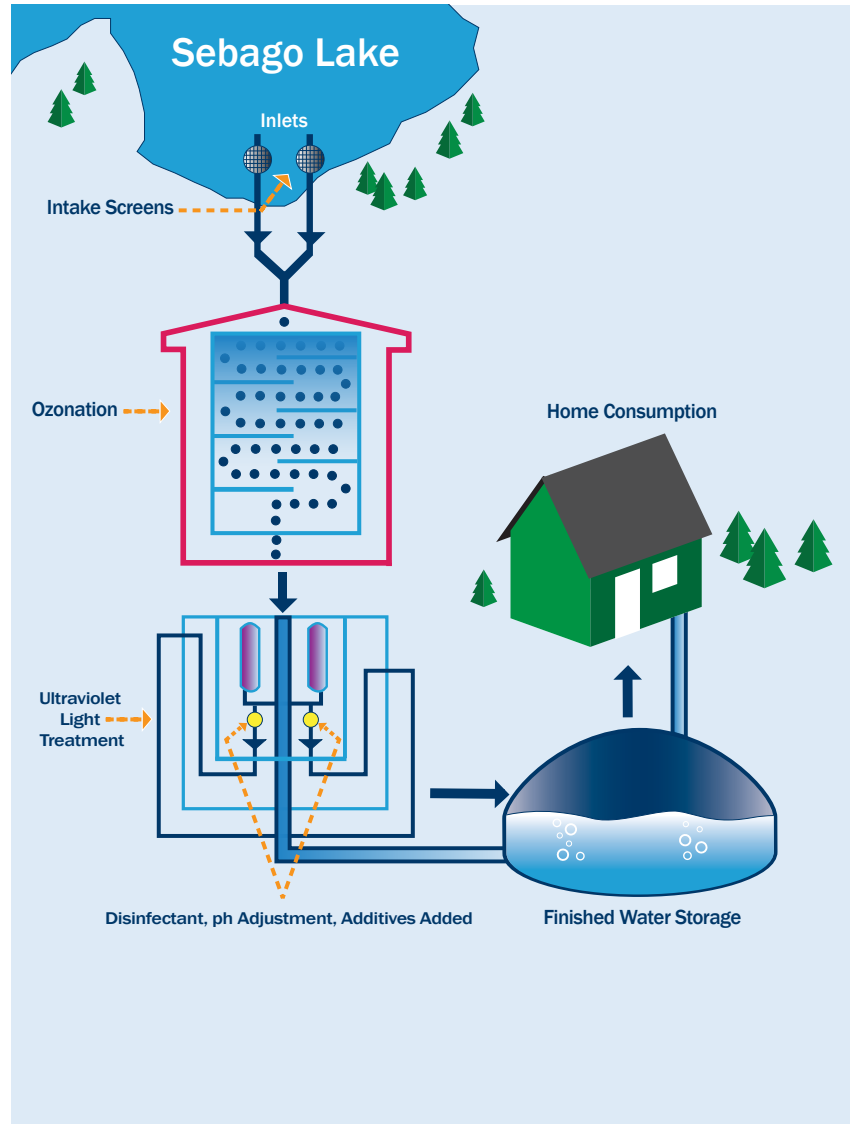 Sebago Lake
Inlets
Intake Screens
Ozonation
Home Consumption
Ultraviolet
Light
Treatment
Disinfectant, ph Adjustment, Additives Added
Finished Water Storage